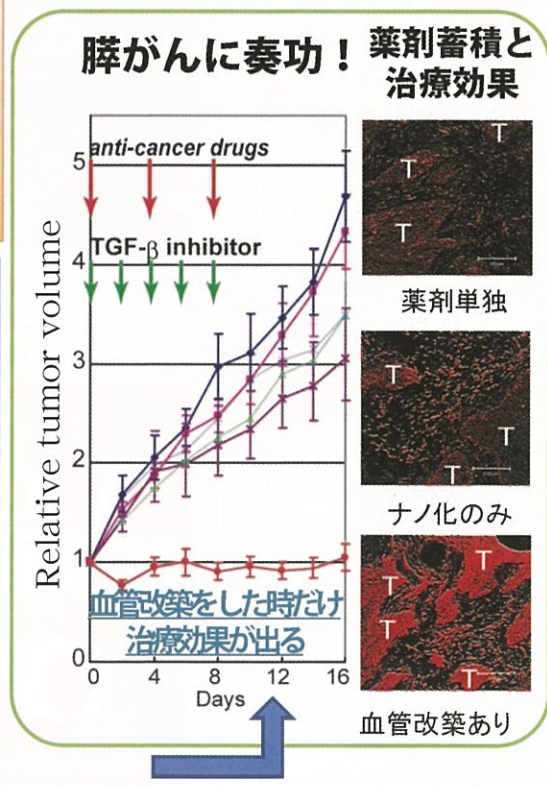 膵がんに奏功！
薬剤蓄積と
治療効果
anti-cancer drugs
TGF-β inhibitor
Relative tumor volume
5
4
3
2
1
0
血管改築をした時だけ
治療効果が出る
0
4
8
12
16
Days
T
T
T
薬剤単独
T
T
T
ナノ化のみ
T
T
T
T
血管改築あり